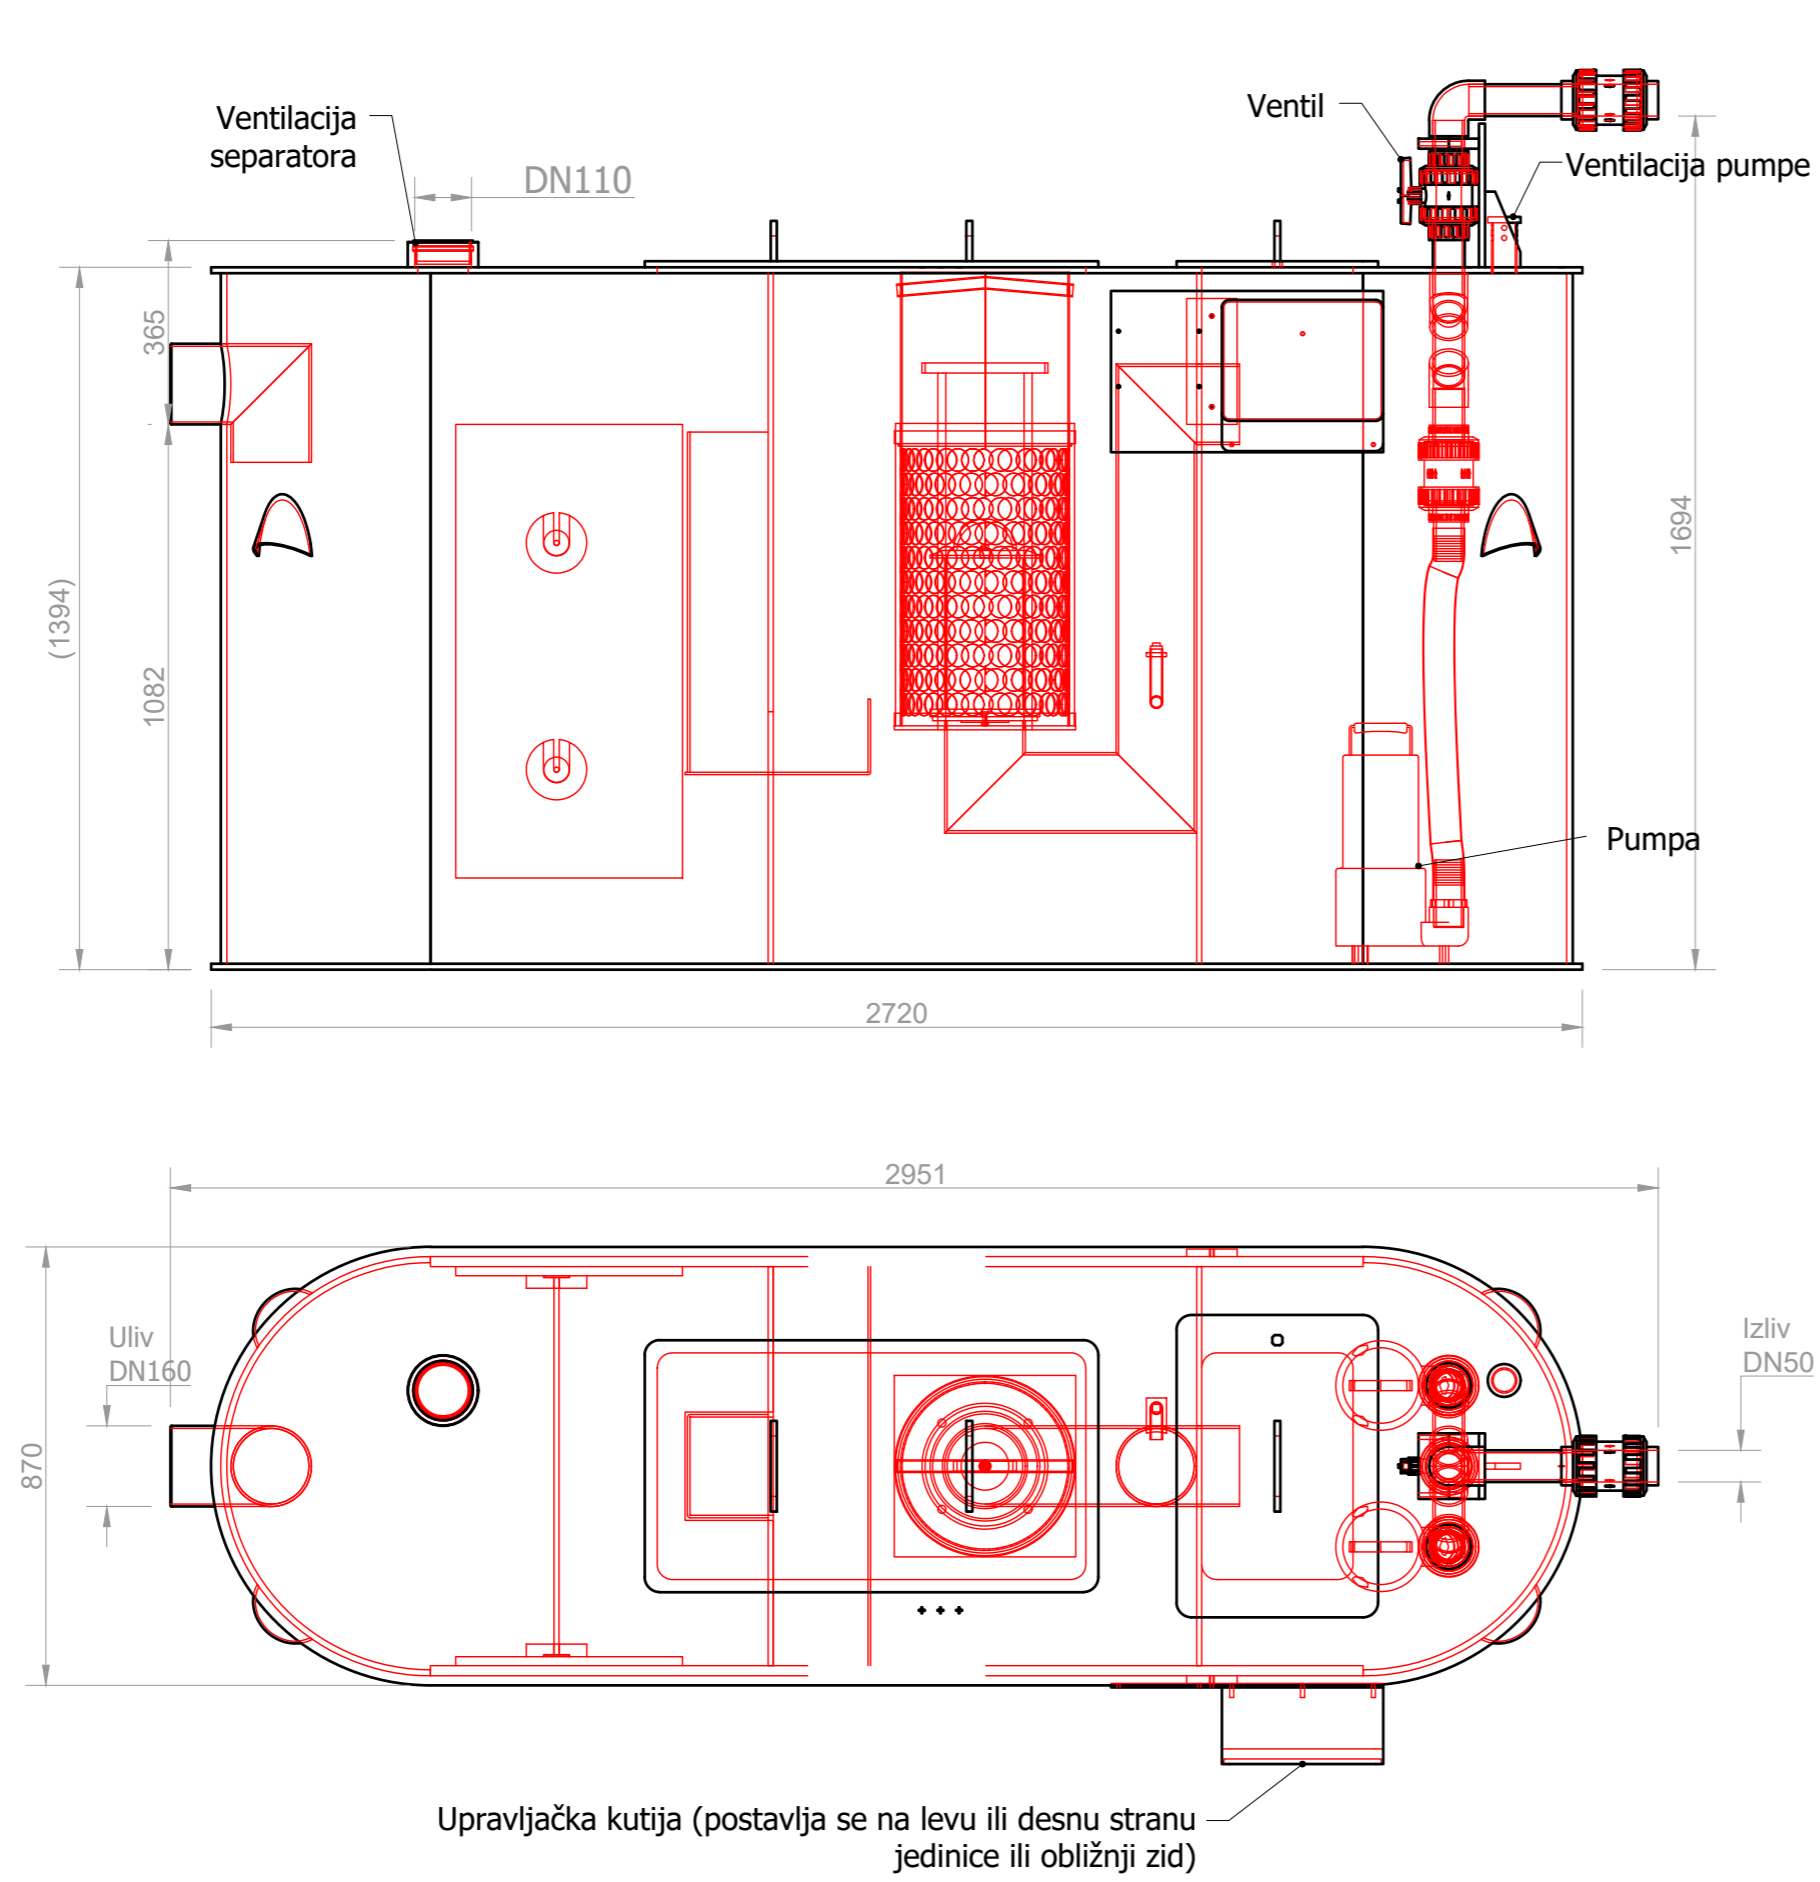 Ventilacija
separatora
DN110
Ventil
Ventilacija pumpe
365
(1394)
1082
1694
Pumpa
2720
2951
Uliv
DN160
870
Izliv
DN50
Upravljačka kutija (postavlja se na levu ili desnu stranu
jedinice ili obližnji zid)